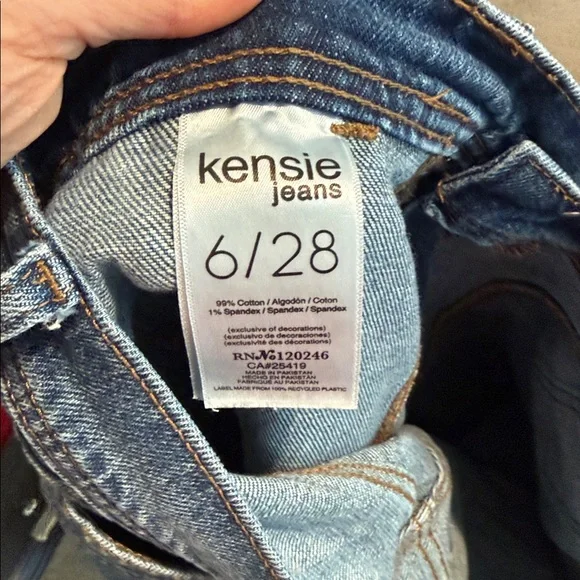 kensie
jeans
6/28
99% Cotton / Algodón / Coton
1% Spandex / Spandex / Spandex
(exclusive of decorations)
(exclusivo de decoraciones)
(exclusivité des décorations)
RN№120246
CA#25419
MADE IN PAKISTAN
HECHO EN PAKISTÁN
FABRIQUÉ AU PAKISTAN
LABEL MADE FROM 100% RECYCLED PLASTIC